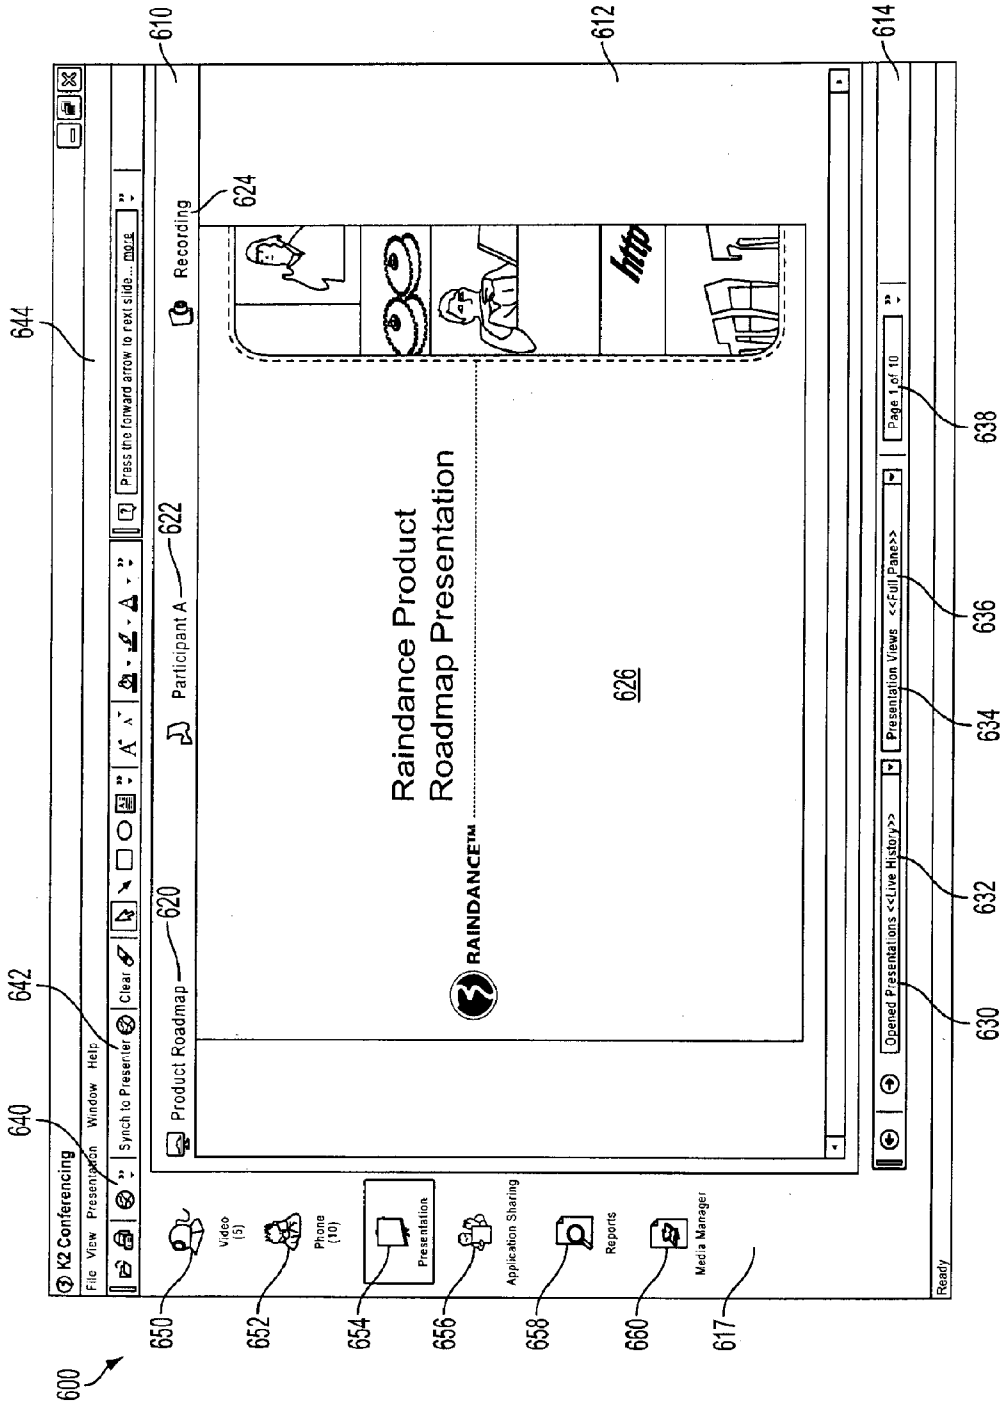 600
640
642
644
K2 Conferencing
File View Presentation Window Help
» Synch to Presenter Clear » A A A » ? Press the forward arrow to next slide... more »
Product Roadmap 620
Participant A 622
Recording 624
610
612
614
650
Video
(5)
652
Phone
(10)
654
Presentation
656
Application Sharing
658
Reports
660
Media Manager
617
RAINDANCE™
Raindance Product
Roadmap Presentation
http
626
Opened Presentations <<Live History>> Presentation Views <<Full Pane>> Page 1 of 10 »
Ready
630
632
634
636
638